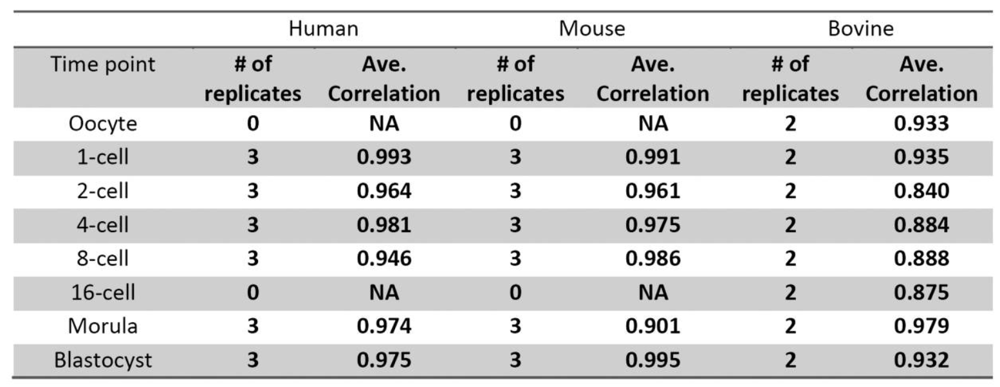 Human Mouse Bovine
Time point # of Ave. # of Ave. # of Ave.
replicates Correlation replicates Correlation replicates Correlation
Oocyte 0 NA 0 NA 2 0.933
1-cell 3 0.993 3 0.991 2 0.935
2-cell 3 0.964 3 0.961 2 0.840
4-cell 3 0.981 3 0.975 2 0.884
8-cell 3 0.946 3 0.986 2 0.888
16-cell 0 NA 0 NA 2 0.875
Morula 3 0.974 3 0.901 2 0.979
Blastocyst 3 0.975 3 0.995 2 0.932